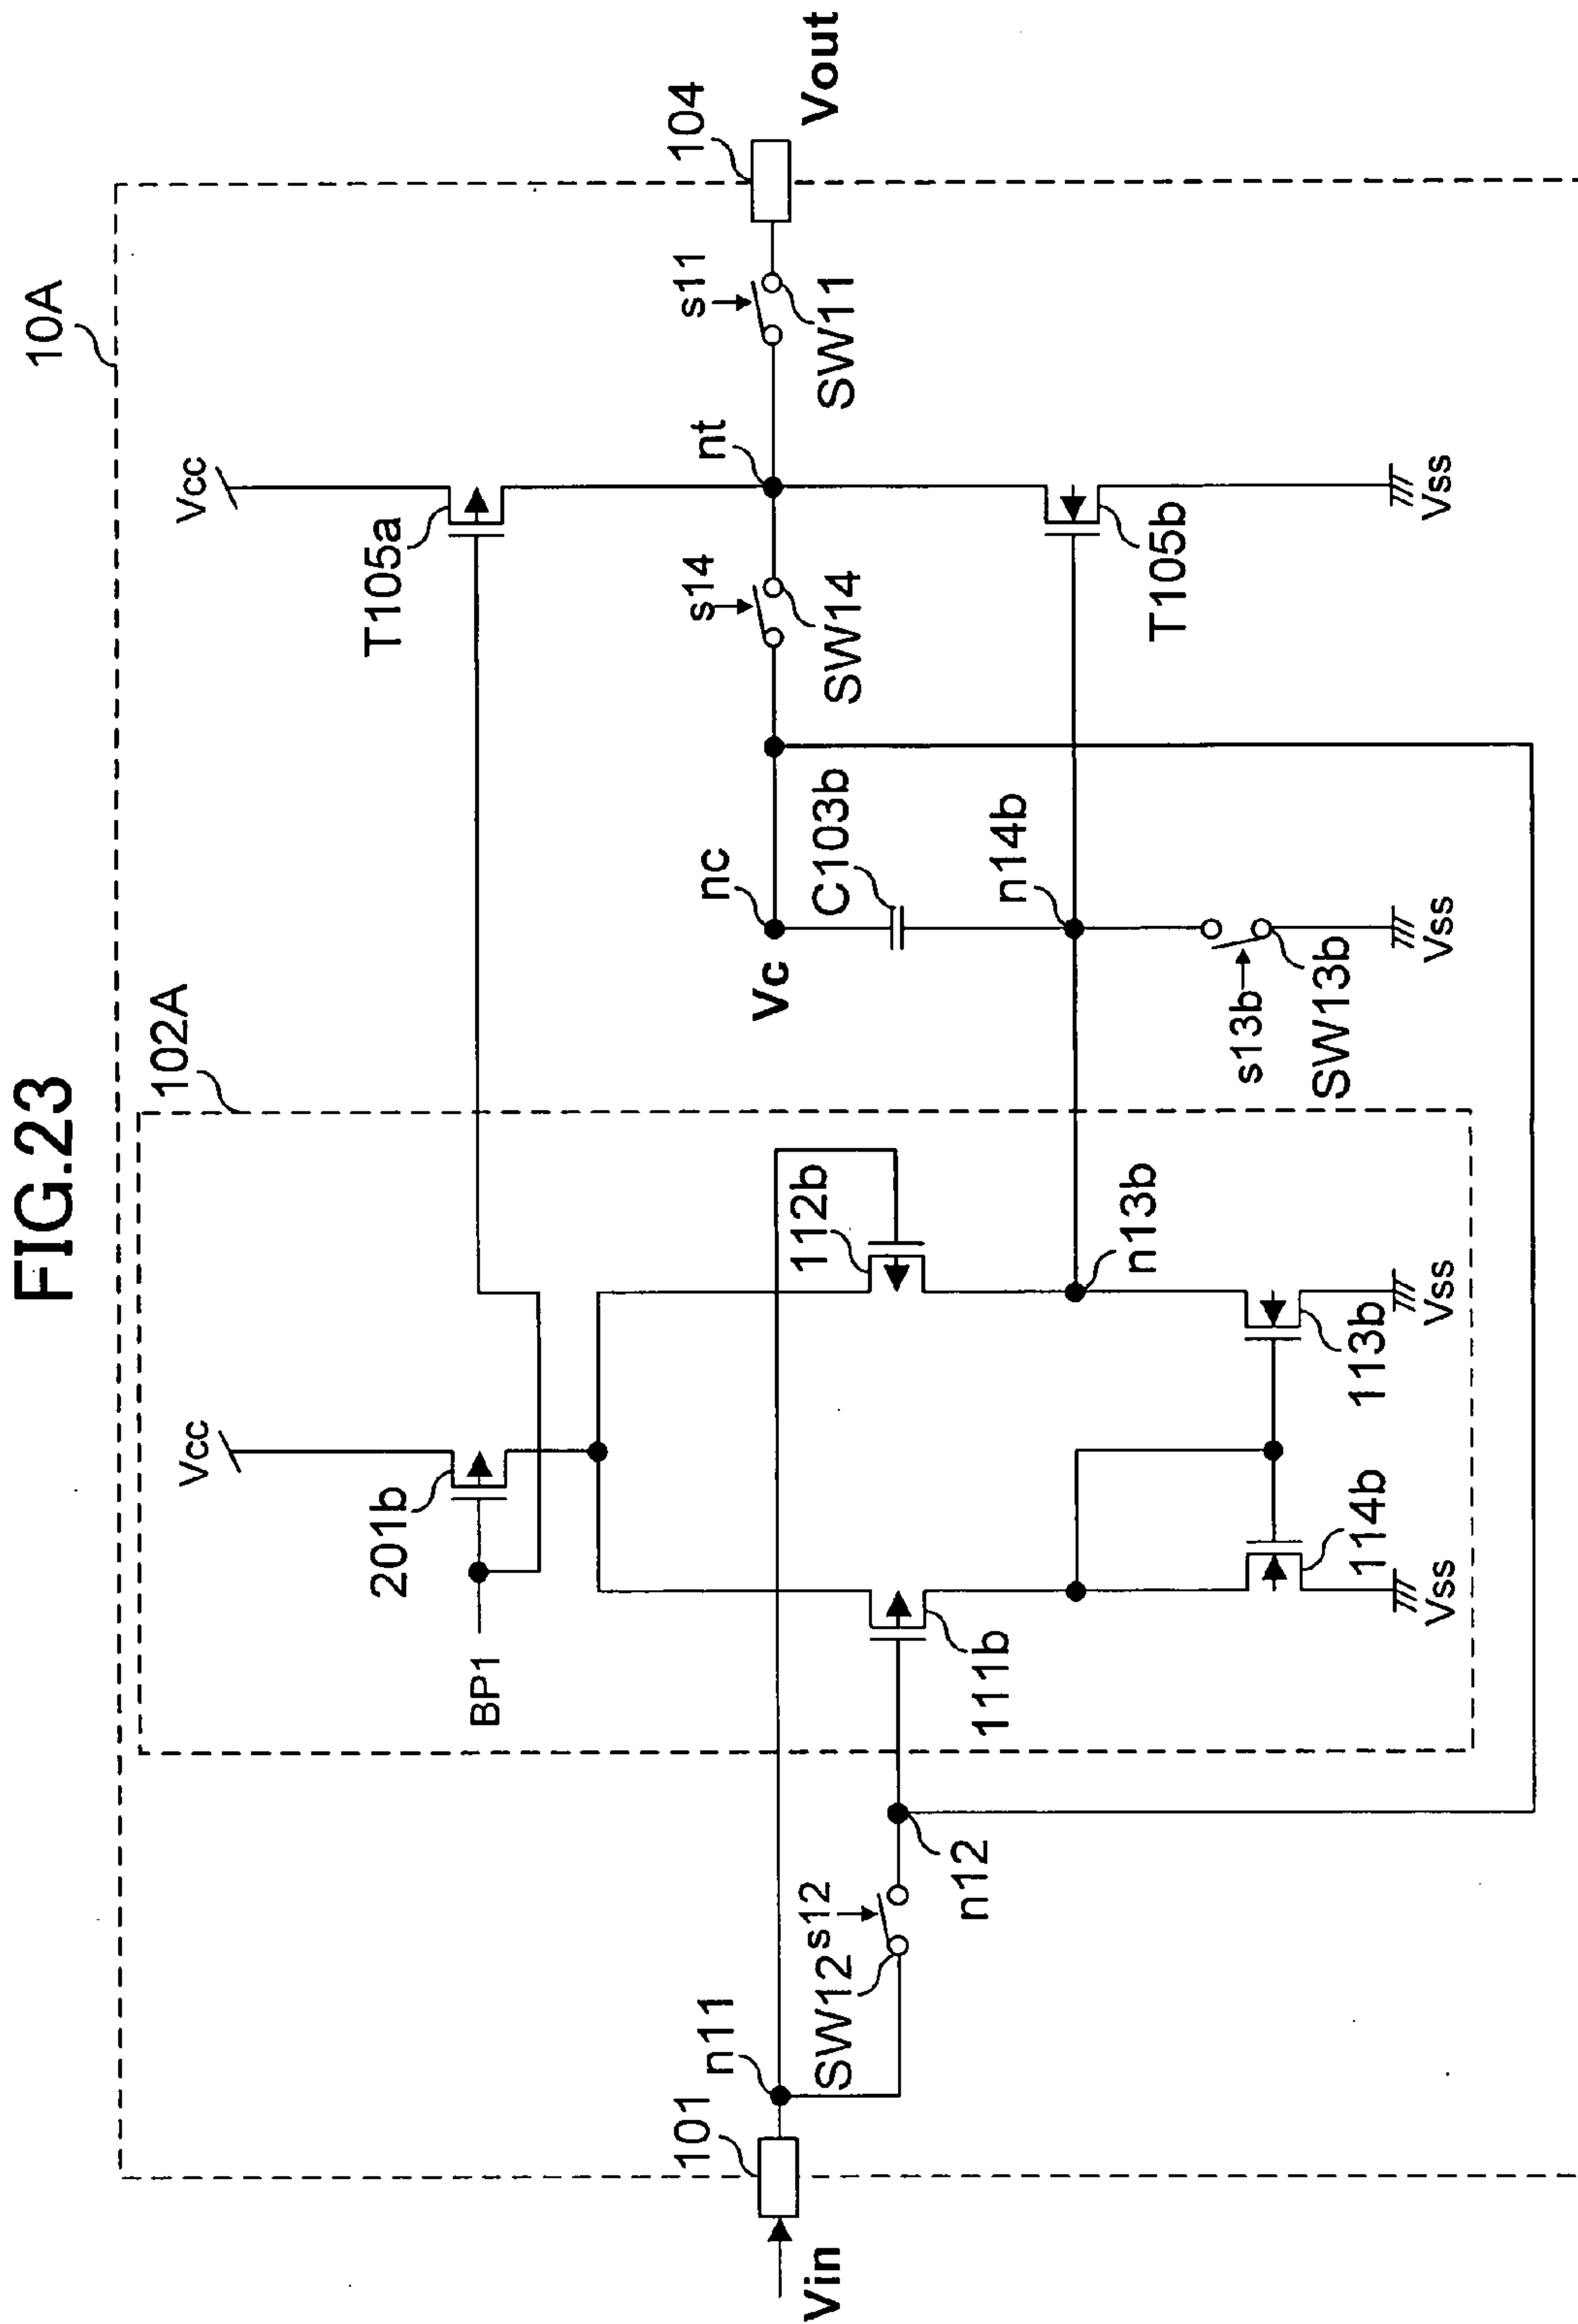 FIG.23
10A
102A
Vcc
Vcc
201b
T105a
BP1
s14
nt
s11
104
Vout
SW14
SW11
nc
Vc
C103b
112b
101
n11
Vin
SW12
s12
n12
111b
n13b
n14b
T105b
s13b
SW13b
114b
113b
Vss
Vss
Vss
Vss